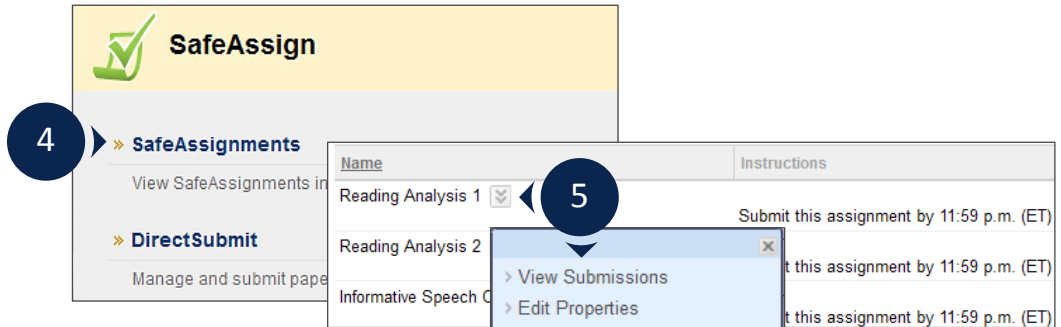 SafeAssign
4
» SafeAssignments
View SafeAssignments in
» DirectSubmit
Manage and submit pape
Name Instructions
Reading Analysis 1
5
Submit this assignment by 11:59 p.m. (ET)
Reading Analysis 2
t this assignment by 11:59 p.m. (ET)
View Submissions
Informative Speech
Edit Properties
t this assignment by 11:59 p.m. (ET)